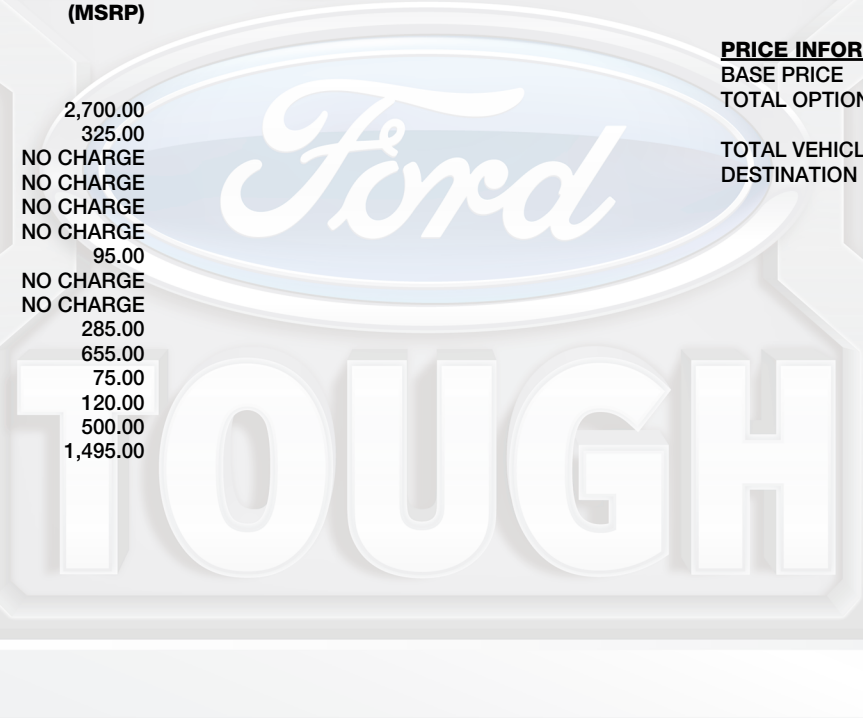 (MSRP)
2,700.00
325.00
NO CHARGE
NO CHARGE
NO CHARGE
NO CHARGE
95.00
NO CHARGE
NO CHARGE
285.00
655.00
75.00
120.00
500.00
1,495.00
PRICE INFOR
BASE PRICE
TOTAL OPTION
TOTAL VEHICL
DESTINATION
Ford
TOUGH